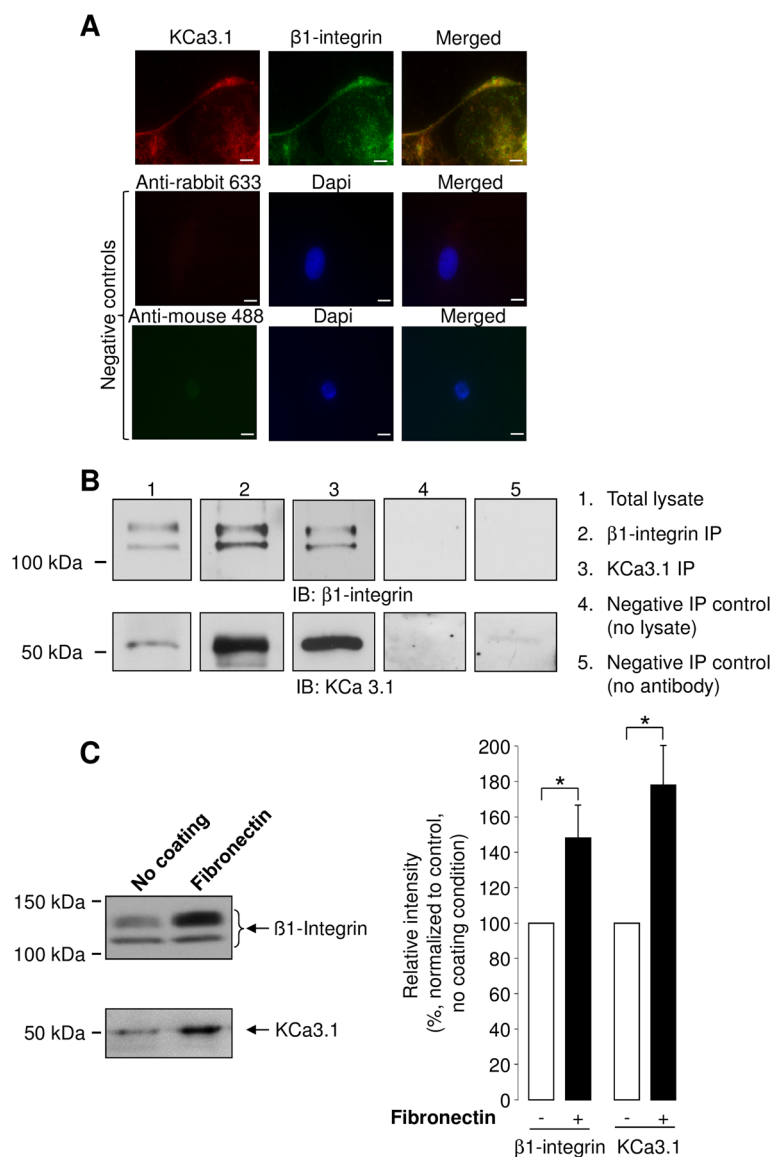 A
KCa3.1 β1-integrin Merged
Negative controls
Anti-rabbit 633 Dapi Merged
Anti-mouse 488 Dapi Merged
B
1 2 3 4 5
100 kDa
IB: β1-integrin
50 kDa
IB: KCa 3.1
1. Total lysate
2. β1-integrin IP
3. KCa3.1 IP
4. Negative IP control
(no lysate)
5. Negative IP control
(no antibody)
C
No coating
Fibronectin
150 kDa
100 kDa
ß1-Integrin
50 kDa
KCa3.1
Relative intensity
(%, normalized to control,
no coating condition)
200
180
160
140
120
100
80
60
40
20
0
* *
Fibronectin - + - +
β1-integrin KCa3.1